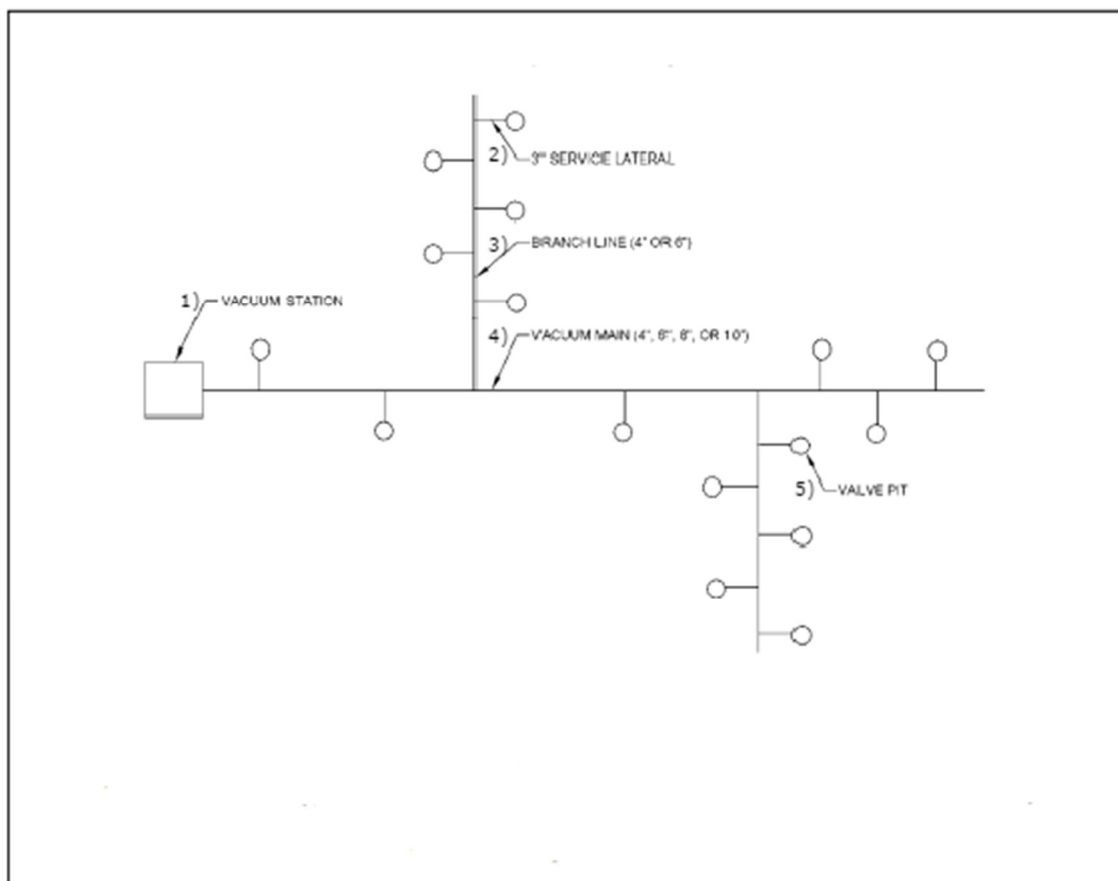 2) 3" SERVICIE LATERAL
3) BRANCH LINE (4" OR 6")
1) VACUUM STATION
4) VACUUM MAIN (4", 6", 8", OR 10")
5) VALVE PIT